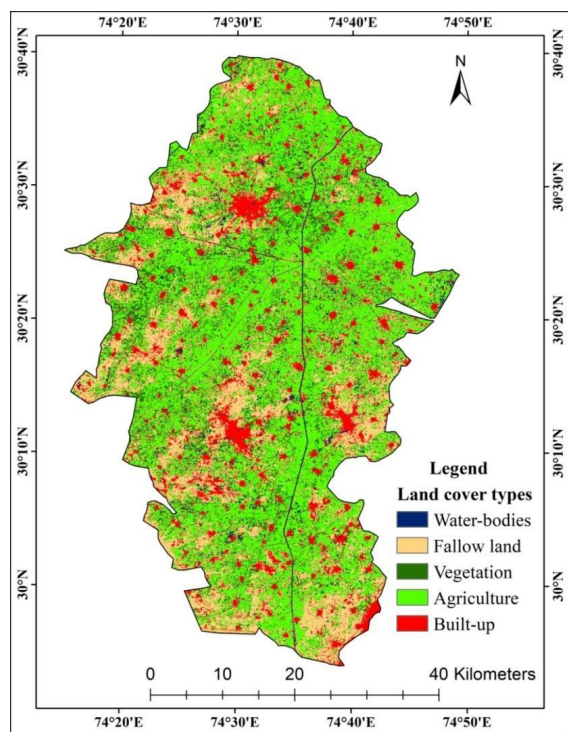 74°20'E 74°30'E 74°40'E 74°50'E
30°40'N 30°40'N
N
30°30'N 30°30'N
30°20'N 30°20'N
30°10'N 30°10'N
Legend
Land cover types
Water-bodies
Fallow land
Vegetation
Agriculture
Built-up
30°N 30°N
0 10 20 40 Kilometers
74°20'E 74°30'E 74°40'E 74°50'E